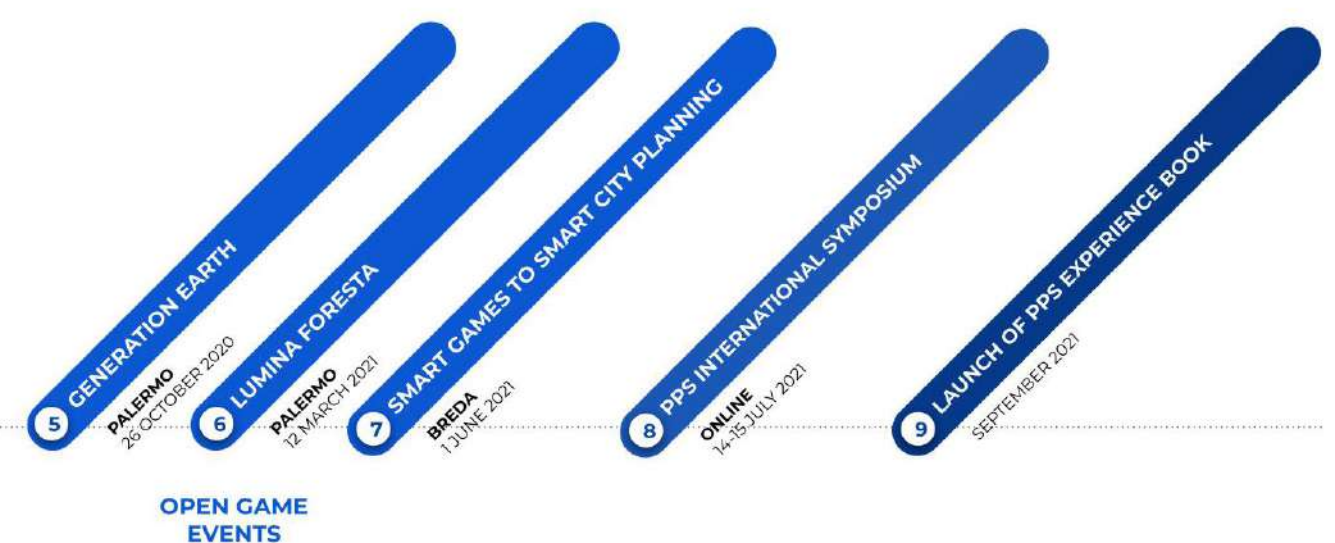 5
GENERATION EARTH
PALERMO
26 OCTOBER 2020
6
LUMINA FORESTA
PALERMO
12 MARCH 2021
7
SMART GAMES TO SMART CITY PLANNING
BREDA
1 JUNE 2021
8
PPS INTERNATIONAL SYMPOSIUM
ONLINE
14-15 JULY 2021
9
LAUNCH OF PPS EXPERIENCE BOOK
SEPTEMBER 2021
OPEN GAME
EVENTS